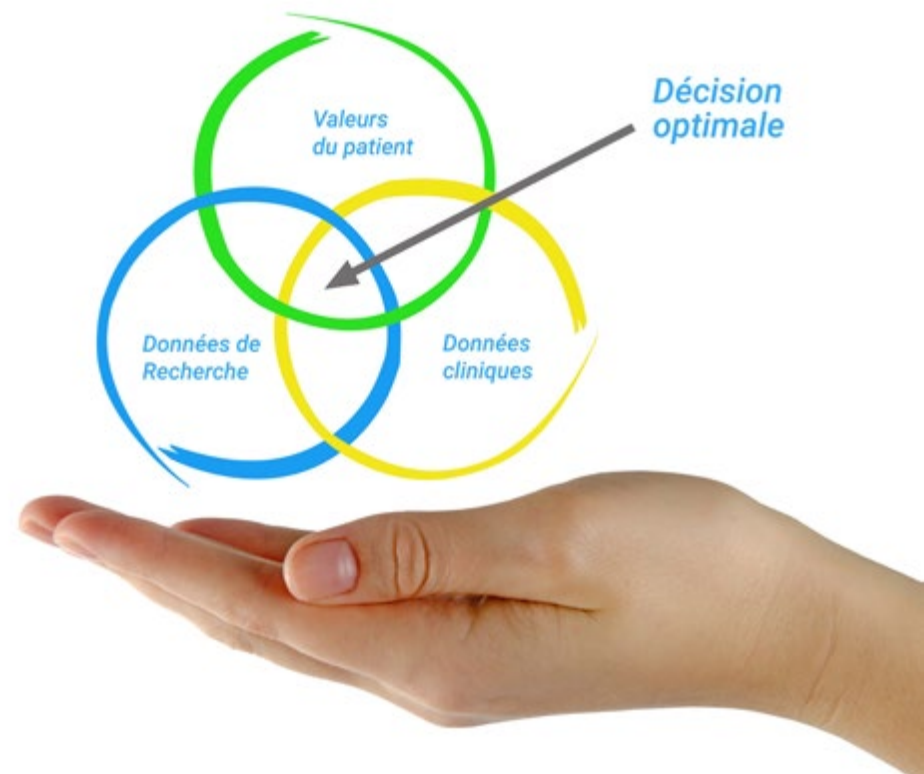 Valeurs
du patient
Décision
optimale
Données de
Recherche
Données
cliniques